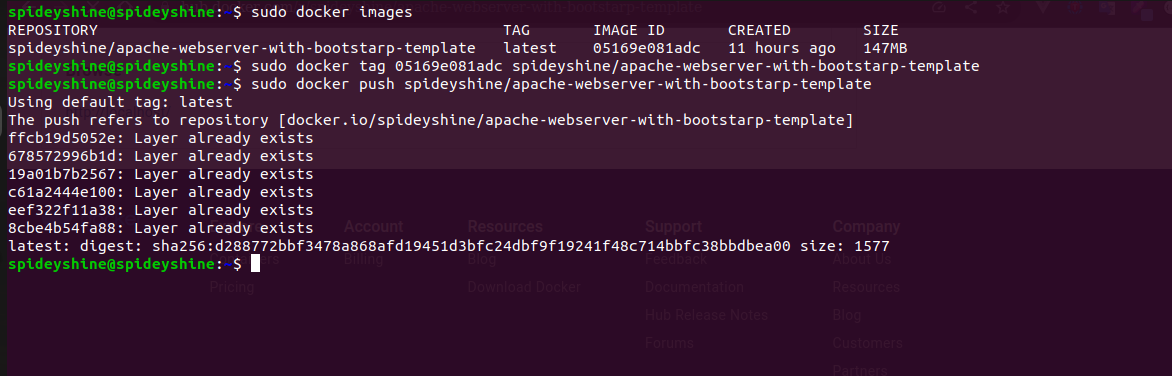 spideyshine@spideyshine:~$ sudo docker images
REPOSITORY TAG IMAGE ID CREATED SIZE
spideyshine/apache-webserver-with-bootstarp-template latest 05169e081adc 11 hours ago 147MB
spideyshine@spideyshine:~$ sudo docker tag 05169e081adc spideyshine/apache-webserver-with-bootstarp-template
spideyshine@spideyshine:~$ sudo docker push spideyshine/apache-webserver-with-bootstarp-template
Using default tag: latest
The push refers to repository [docker.io/spideyshine/apache-webserver-with-bootstarp-template]
ffcb19d5052e: Layer already exists
678572996b1d: Layer already exists
19a01b7b2567: Layer already exists
c61a2444e100: Layer already exists
eef322f11a38: Layer already exists
8cbe4b54fa88: Layer already exists
latest: digest: sha256:d288772bbf3478a868afd19451d3bfc24dbf9f19241f48c714bbfc38bbdbea00 size: 1577
spideyshine@spideyshine:~$
Account Resources Support Company
Billing Blog Feedback About Us
Pricing Download Docker Documentation Resources
Hub Release Notes Blog
Forums Customers
Partners